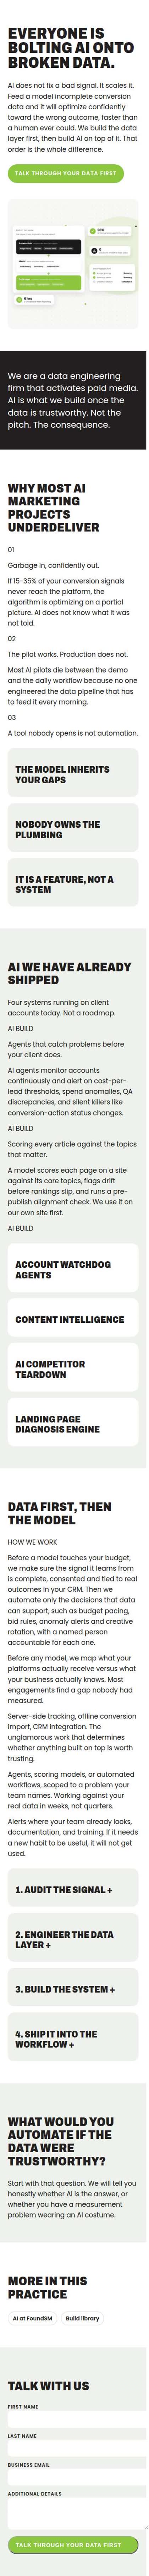 EVERYONE IS
BOLTING AI ONTO
BROKEN DATA.
AI does not fix a bad signal. It scales it.
Feed a model incomplete conversion
data and it will optimize confidently
toward the wrong outcome, faster than
a human ever could. We build the data
layer first, then build AI on top of it. That
order is the whole difference.
TALK THROUGH YOUR DATA FIRST
We are a data engineering
firm that activates paid media.
AI is what we build once the
data is trustworthy. Not the
pitch. The consequence.
WHY MOST AI
MARKETING
PROJECTS
UNDERDELIVER
01
Garbage in, confidently out.
If 15-35% of your conversion signals
never reach the platform, the
algorithm is optimizing on a partial
picture. AI does not know what it was
not told.
02
The pilot works. Production does not.
Most AI pilots die between the demo
and the daily workflow because no one
engineered the data pipeline that has
to feed it every morning.
03
A tool nobody opens is not automation.
THE MODEL INHERITS
YOUR GAPS
NOBODY OWNS THE
PLUMBING
IT IS A FEATURE, NOT A
SYSTEM
AI WE HAVE ALREADY
SHIPPED
Four systems running on client
accounts today. Not a roadmap.
AI BUILD
Agents that catch problems before
your client does.
AI agents monitor accounts
continuously and alert on cost-per-
lead thresholds, spend anomalies, QA
discrepancies, and silent killers like
conversion-action status changes.
AI BUILD
Scoring every article against the topics
that matter.
A model scores each page on a site
against its core topics, flags drift
before rankings slip, and runs a pre-
publish alignment check. We use it on
our own site first.
AI BUILD
ACCOUNT WATCHDOG
AGENTS
CONTENT INTELLIGENCE
AI COMPETITOR
TEARDOWN
LANDING PAGE
DIAGNOSIS ENGINE
DATA FIRST, THEN
THE MODEL
HOW WE WORK
Before a model touches your budget,
we make sure the signal it learns from
is complete, consented and tied to real
outcomes in your CRM. Then we
automate only the decisions that data
can support, such as budget pacing,
bid rules, anomaly alerts and creative
rotation, with a named person
accountable for each one.
Before any model, we map what your
platforms actually receive versus what
your business actually knows. Most
engagements find a gap nobody had
measured.
Server-side tracking, offline conversion
import, CRM integration. The
unglamorous work that determines
whether anything built on top is worth
trusting.
Agents, scoring models, or automated
workflows, scoped to a problem your
team names. Working against your
real data in weeks, not quarters.
Alerts where your team already looks,
documentation, and training. If it needs
a new habit to be useful, it will not get
used.
1. AUDIT THE SIGNAL +
2. ENGINEER THE DATA
LAYER +
3. BUILD THE SYSTEM +
4. SHIP IT INTO THE
WORKFLOW +
WHAT WOULD YOU
AUTOMATE IF THE
DATA WERE
TRUSTWORTHY?
Start with that question. We will tell you
honestly whether AI is the answer, or
whether you have a measurement
problem wearing an AI costume.
MORE IN THIS
PRACTICE
AI at FoundSM
Build library
TALK WITH US
FIRST NAME
LAST NAME
BUSINESS EMAIL
ADDITIONAL DETAILS
TALK THROUGH YOUR DATA FIRST